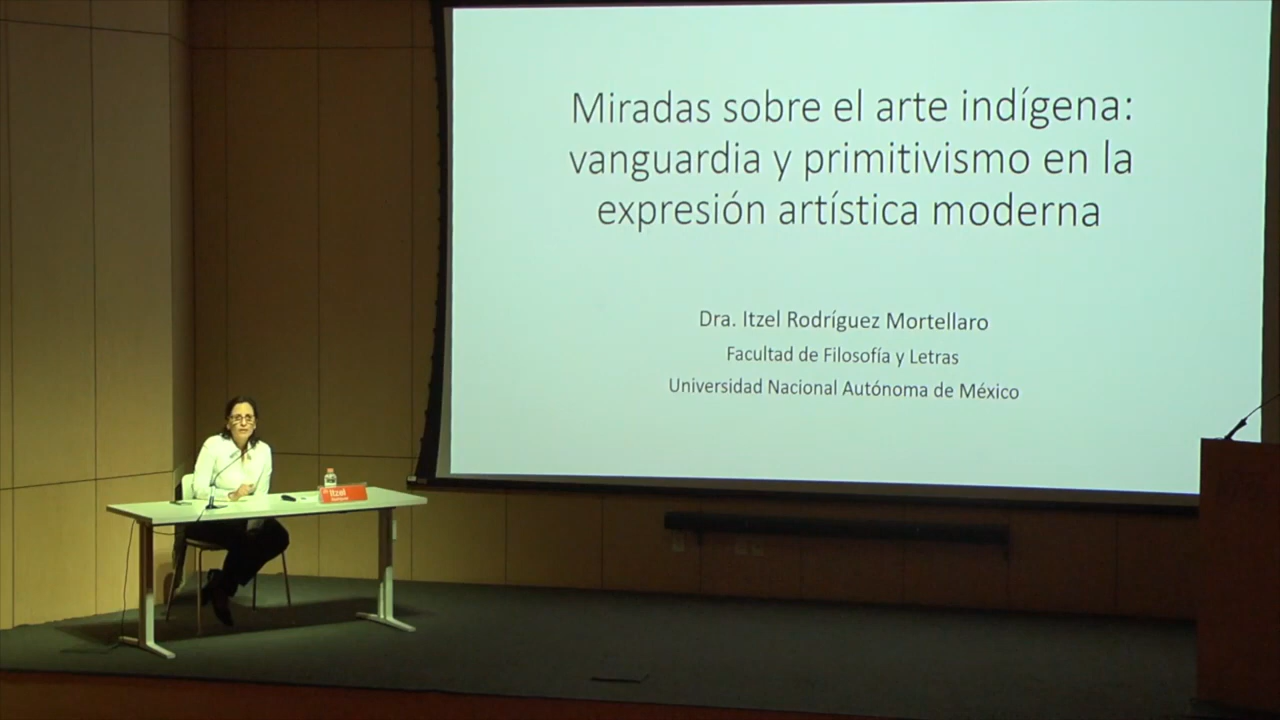 Miradas sobre el arte indígena:
vanguardia y primitivismo en la
expresión artística moderna
Dra. Itzel Rodríguez Mortellaro
Facultad de Filosofía y Letras
Universidad Nacional Autónoma de México
Itzel